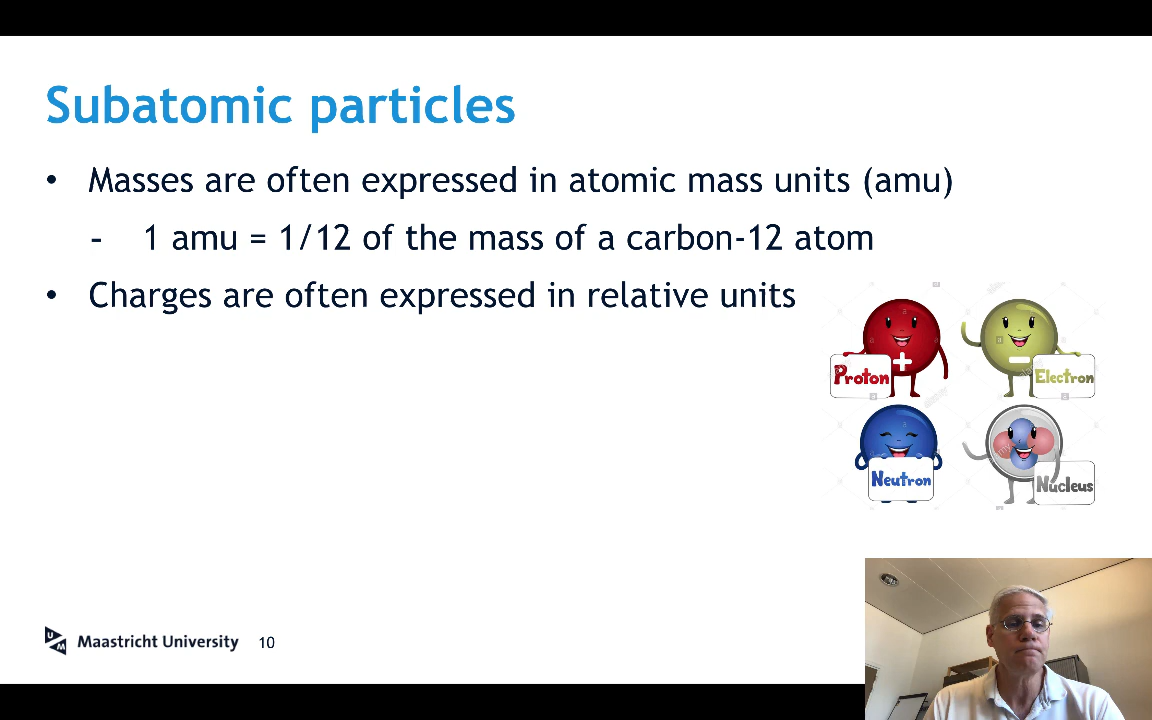 Subatomic particles
• Masses are often expressed in atomic mass units (amu)
- 1 amu = 1/12 of the mass of a carbon-12 atom
• Charges are often expressed in relative units
+
Proton
-
Electron
Neutron
Nucleus
UM Maastricht University 10